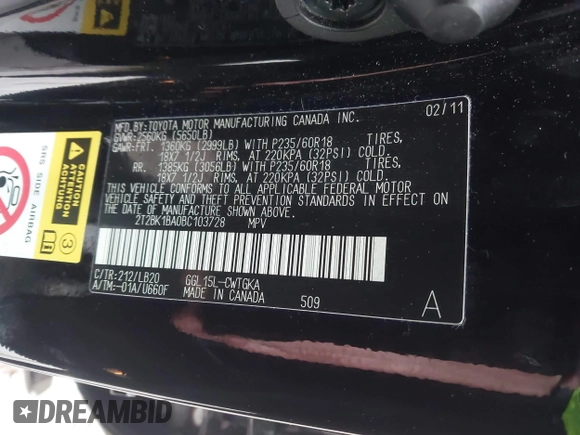 MFD. BY:TOYOTA MOTOR MANUFACTURING CANADA INC. 02/11
GVWR:2560KG (5650LB)
GAWR:FRT. 1360KG (2999LB) WITH P235/60R18 TIRES,
18X7 1/2J RIMS, AT 220KPA (32PSI) COLD.
RR. 1385KG (3056LB) WITH P235/60R18 TIRES,
18X7 1/2J RIMS, AT 220KPA (32PSI) COLD.
THIS VEHICLE CONFORMS TO ALL APPLICABLE FEDERAL MOTOR
VEHICLE SAFETY AND THEFT PREVENTION STANDARDS IN EFFECT
ON THE DATE OF MANUFACTURE SHOWN ABOVE.
2T2BK1BA0BC103728 MPV
C/TR:212/LB20 GGL15L-CWTGKA
A/TM:-01A/U660F MADE IN CANADA 509 A
ATTENTION
ACHTUNG
SRS SIDE AIRBAG
3
DREAMBID